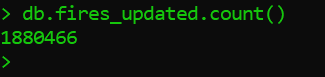 > db.fires_updated.count()
1880466
>